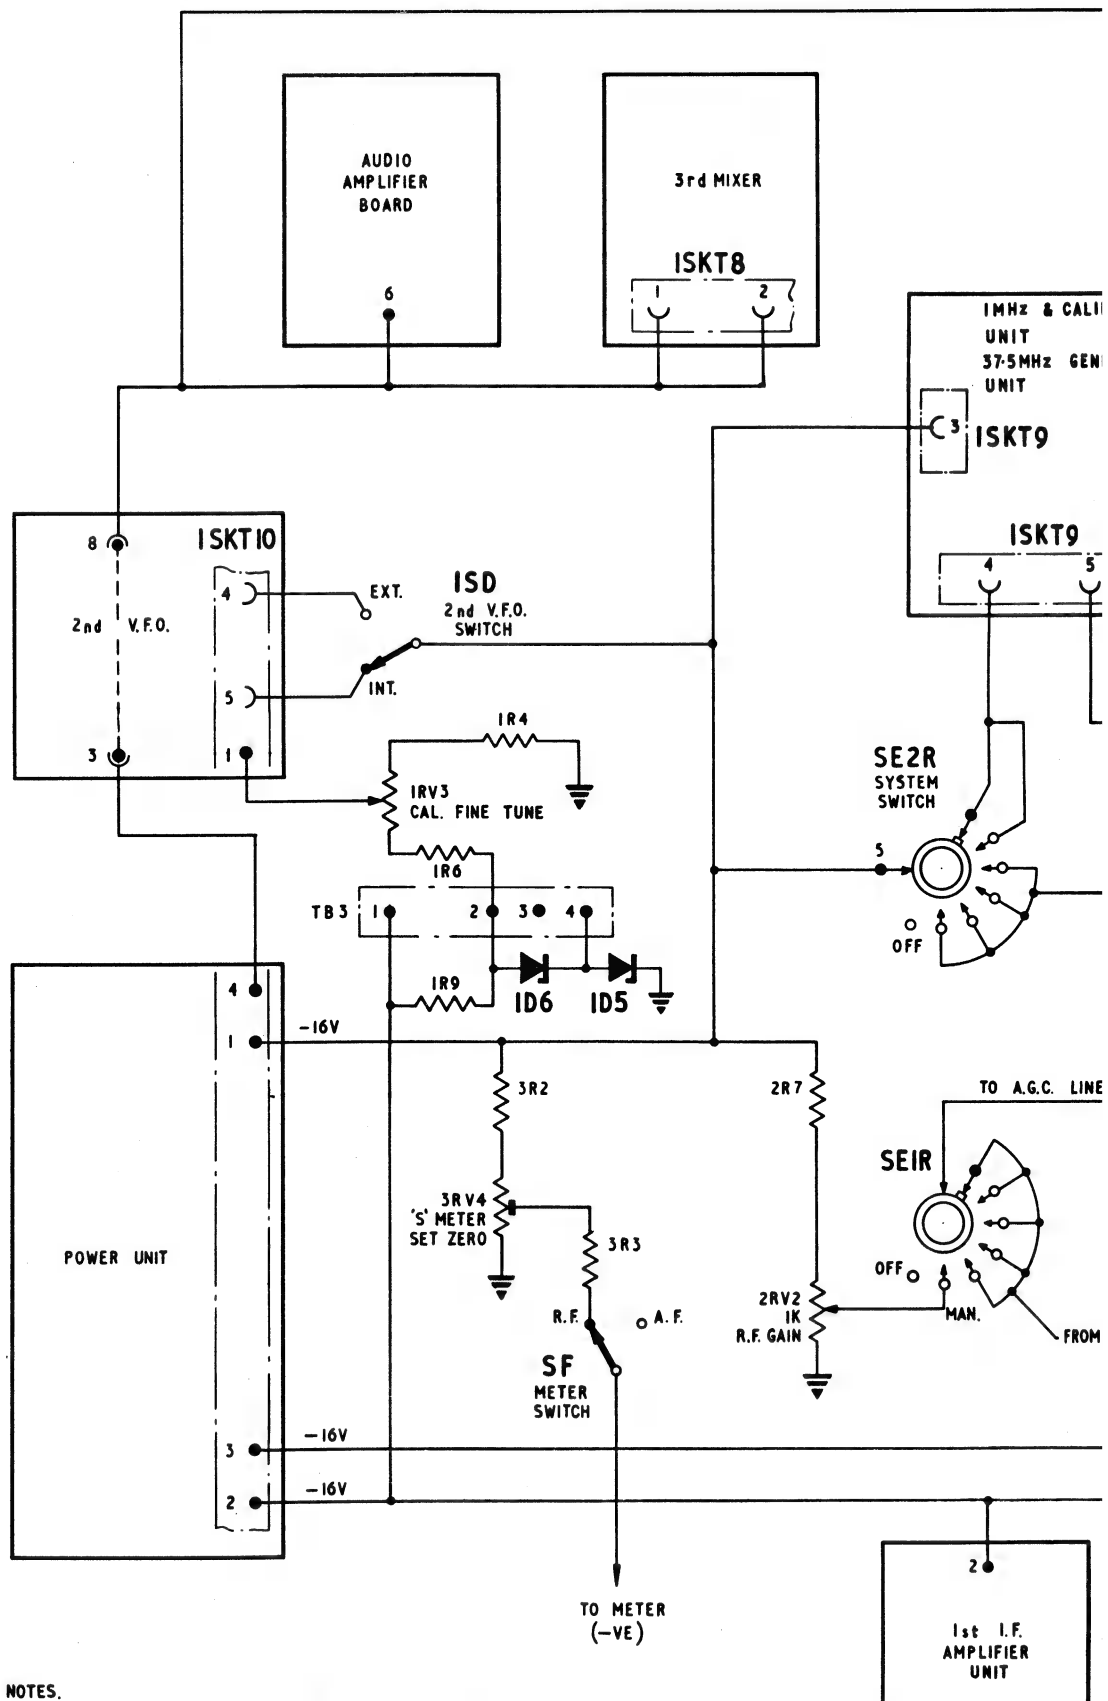 AUDIO
AMPLIFIER
BOARD
6
3rd MIXER
1SKT8
1
2
1MHz & CALI
UNIT
37·5MHz GEN
UNIT
3
1SKT9
1SKT9
4
5
8
1SKT10
4
2nd V.F.O.
5
3
1
EXT.
1SD
2nd V.F.O.
SWITCH
INT.
1R4
1RV3
CAL. FINE TUNE
1R6
TB3
1
2
3
4
1R9
1D6
1D5
SE2R
SYSTEM
SWITCH
5
OFF
4
1
-16V
3R2
2R7
TO A.G.C. LINE
SE1R
3RV4
'S' METER
SET ZERO
3R3
POWER UNIT
OFF
MAN.
2RV2
1K
R.F. GAIN
FROM
R.F.
A.F.
SF
METER
SWITCH
3
-16V
2
-16V
2
TO METER
(-VE)
1st I.F.
AMPLIFIER
UNIT
NOTES.